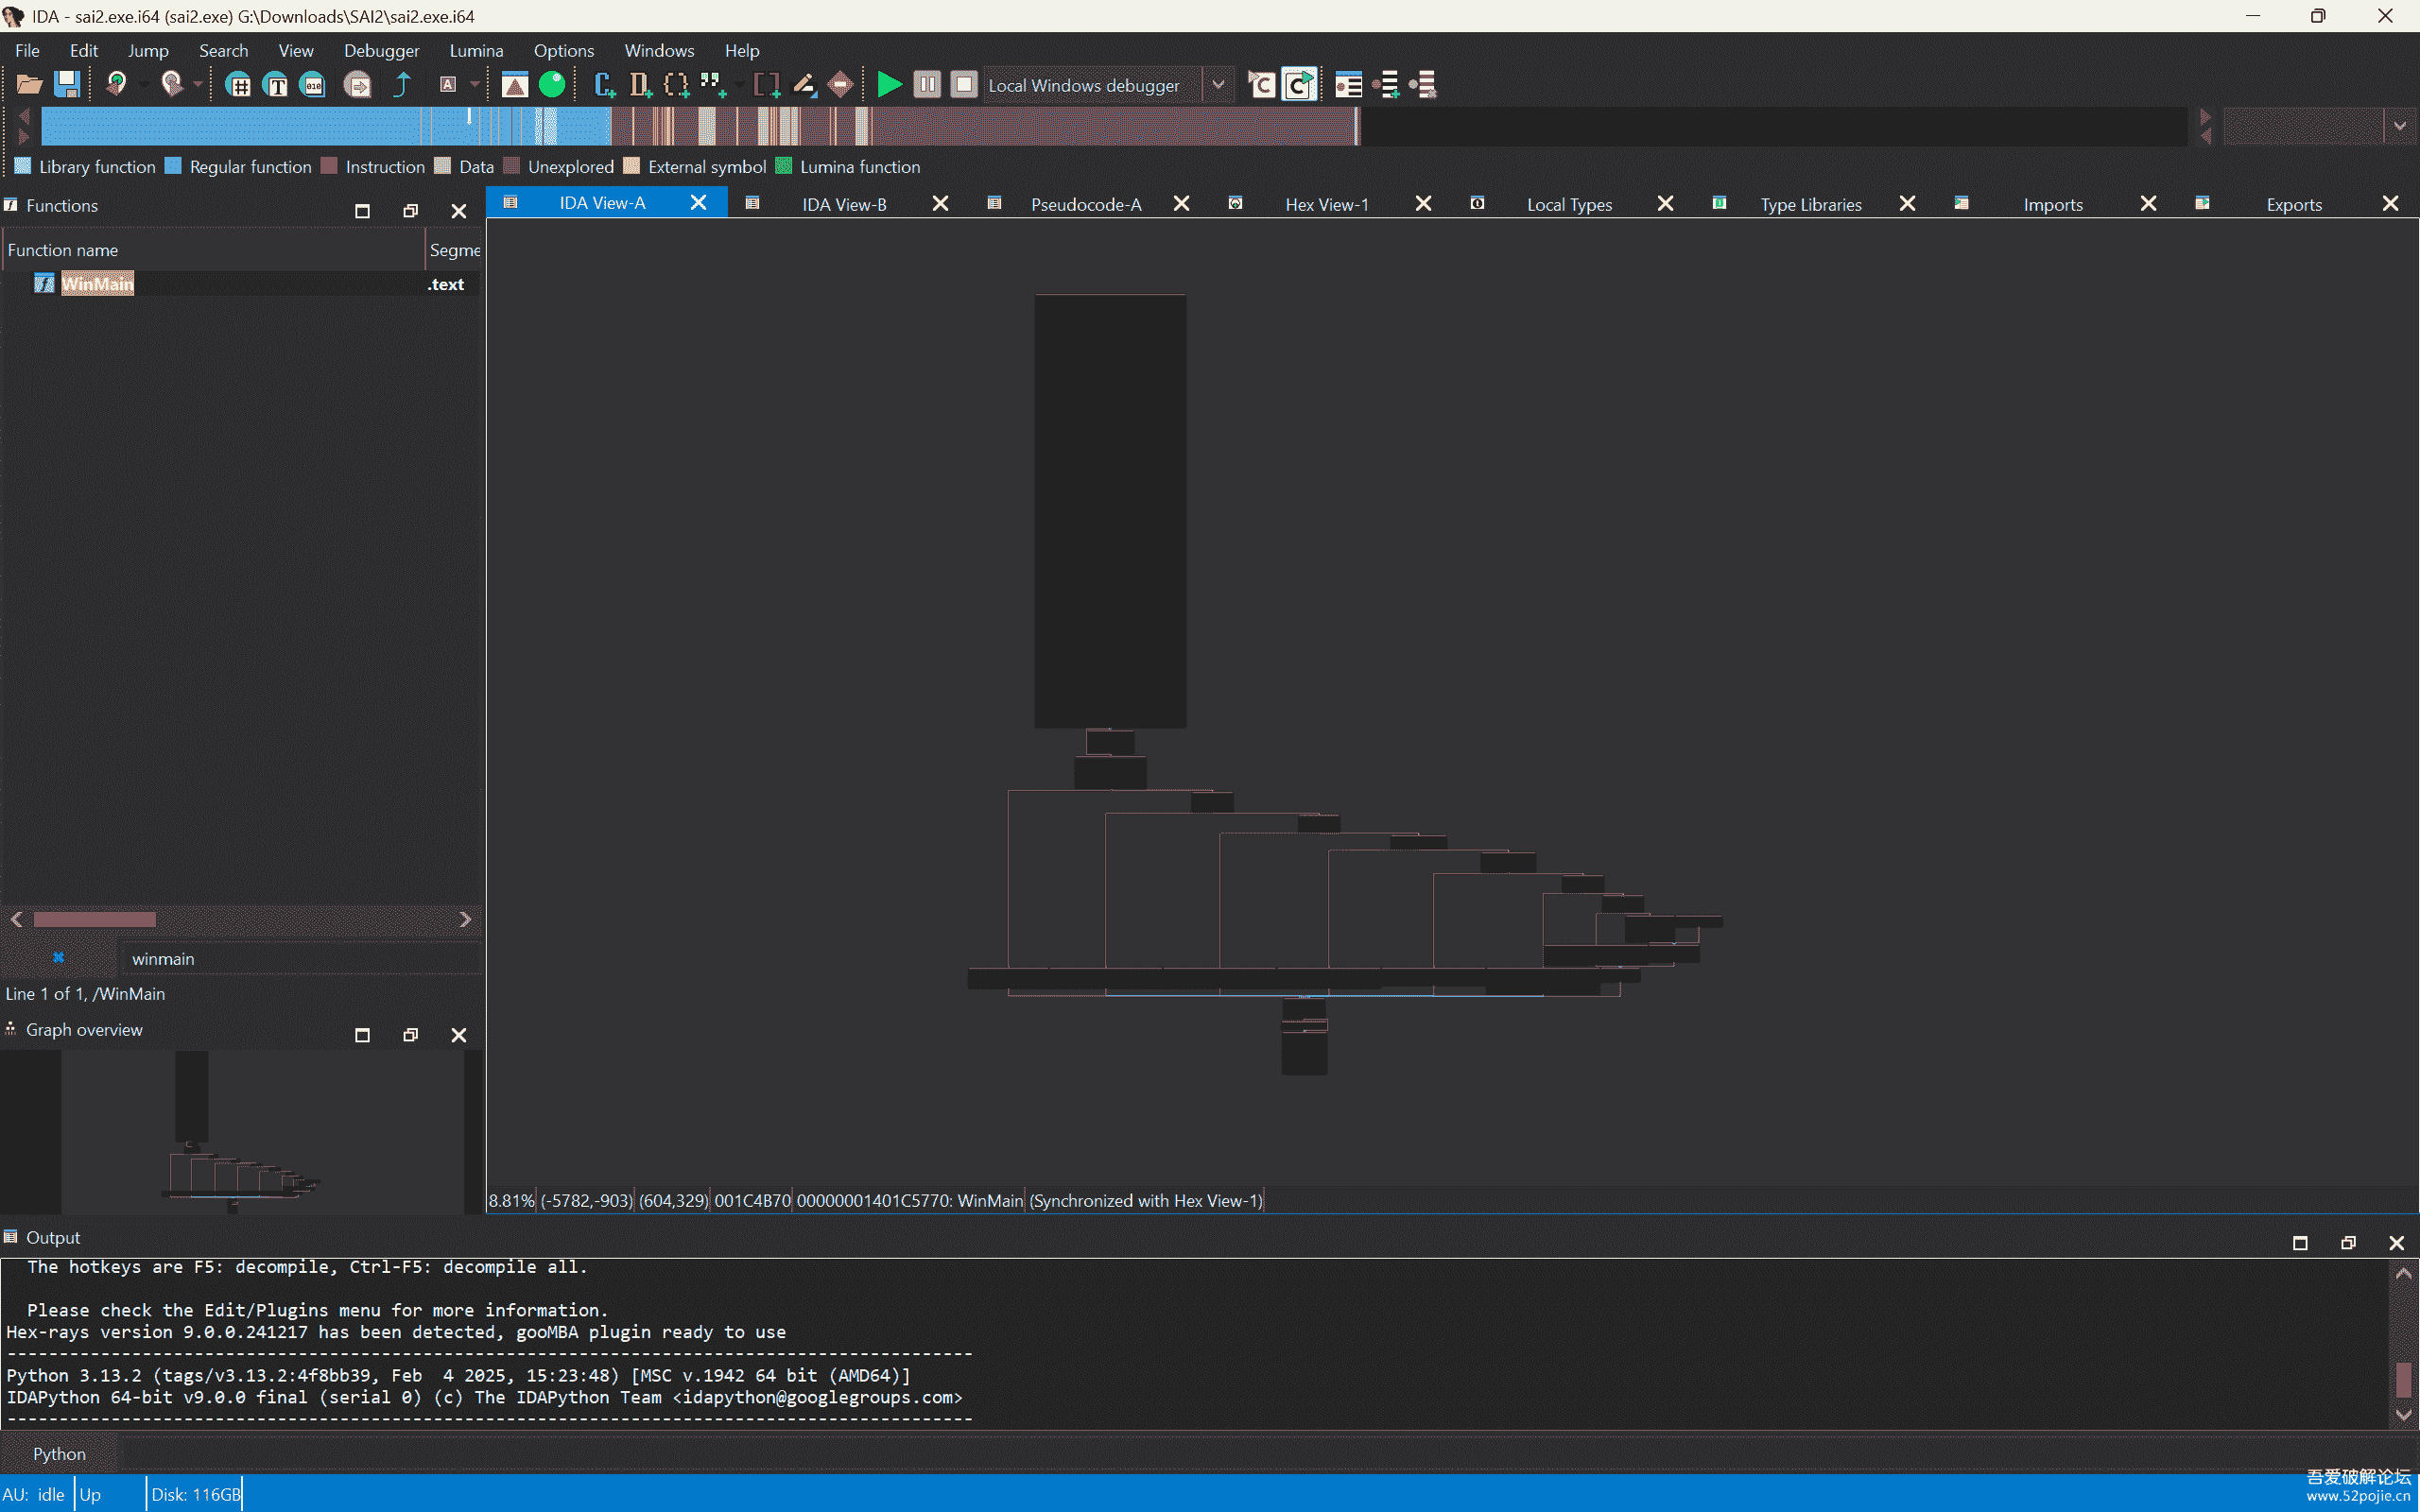 IDA - sai2.exe.i64 (sai2.exe) G:\Downloads\SAI2\sai2.exe.i64
File Edit Jump Search View Debugger Lumina Options Windows Help
Local Windows debugger
Library function Regular function Instruction Data Unexplored External symbol Lumina function
Functions
IDA View-A IDA View-B Pseudocode-A Hex View-1 Local Types Type Libraries Imports Exports
Function name Segme
WinMain .text
winmain
Line 1 of 1, /WinMain
Graph overview
8.81% (-5782,-903) (604,329) 001C4B70 00000001401C5770: WinMain (Synchronized with Hex View-1)
Output
The hotkeys are F5: decompile, Ctrl-F5: decompile all.
Please check the Edit/Plugins menu for more information.
Hex-rays version 9.0.0.241217 has been detected, gooMBA plugin ready to use
---------------------------------------------------------------------------------------------
Python 3.13.2 (tags/v3.13.2:4f8bb39, Feb  4 2025, 15:23:48) [MSC v.1942 64 bit (AMD64)]
IDAPython 64-bit v9.0.0 final (serial 0) (c) The IDAPython Team <idapython@googlegroups.com>
---------------------------------------------------------------------------------------------
Python
AU: idle Up Disk: 116GB
吾爱破解论坛
www.52pojie.cn